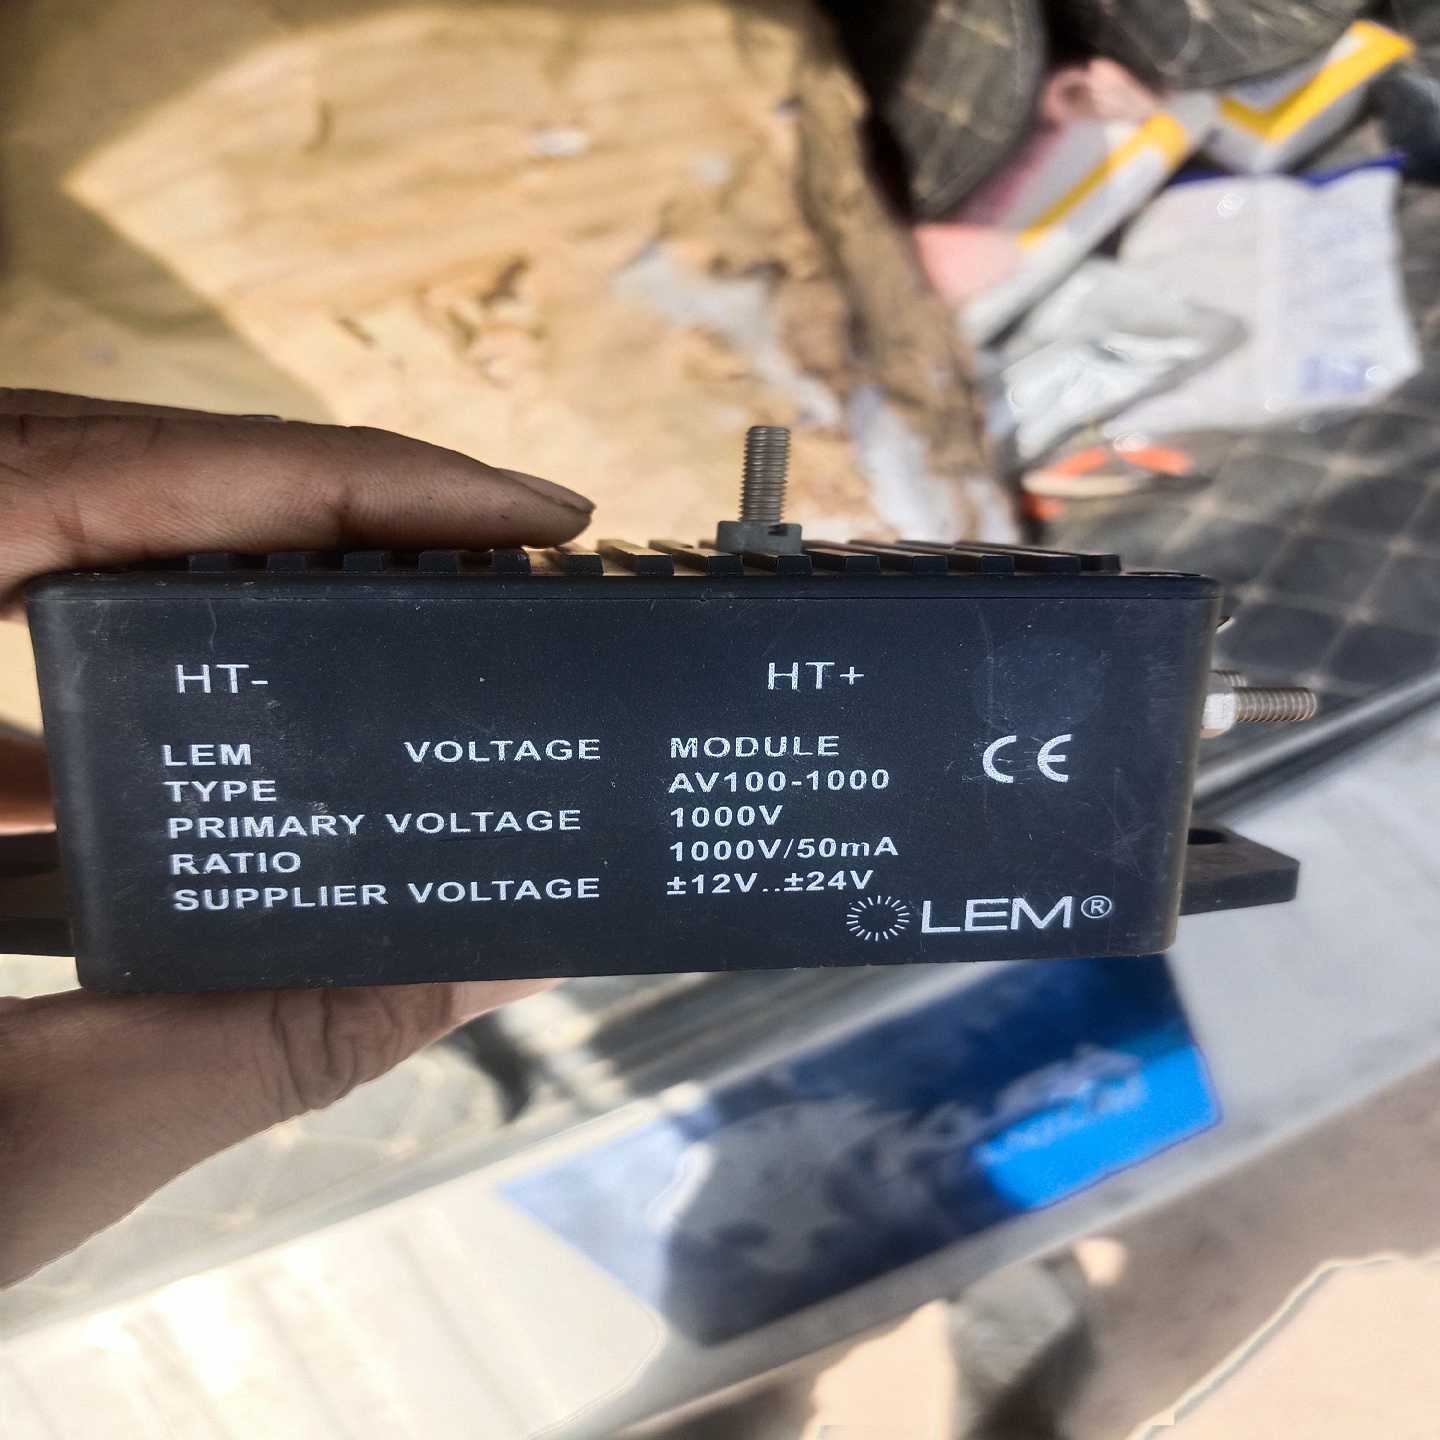 HT- HT+
LEM VOLTAGE MODULE
TYPE AV100-1000
PRIMARY VOLTAGE 1000V
RATIO 1000V/50mA
SUPPLIER VOLTAGE ±12V..±24V
CE
LEM®